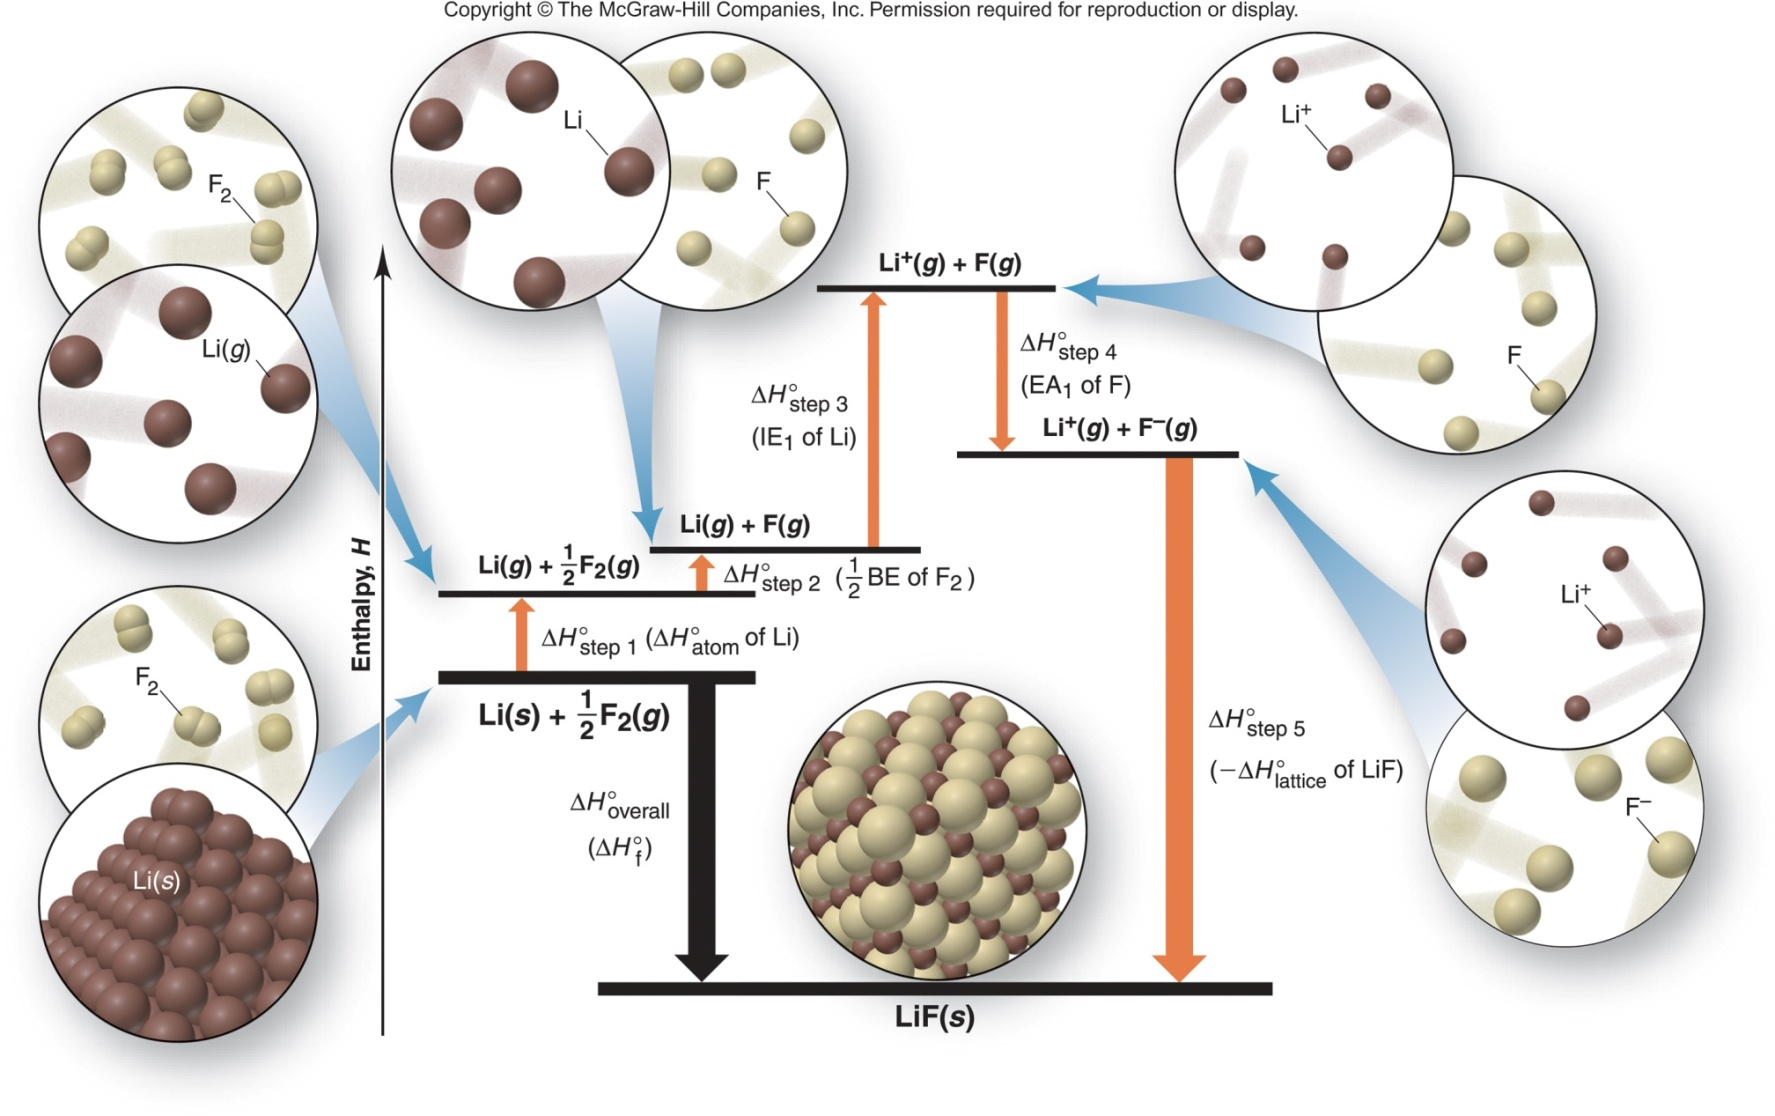 Copyright © The McGraw-Hill Companies, Inc. Permission required for reproduction or display.
F₂
Li(g)
Li
F
Li⁺
F
Li⁺(g) + F(g)
ΔH°step 4
(EA₁ of F)
ΔH°step 3
(IE₁ of Li)
Li⁺(g) + F⁻(g)
Enthalpy, H
Li(g) + F(g)
Li(g) + 1/2F₂(g)
ΔH°step 2 (1/2 BE of F₂)
ΔH°step 1 (ΔH°atom of Li)
Li⁺
F₂
Li(s) + 1/2F₂(g)
ΔH°step 5
(−ΔH°lattice of LiF)
ΔH°overall
(ΔH°f)
F⁻
Li(s)
LiF(s)